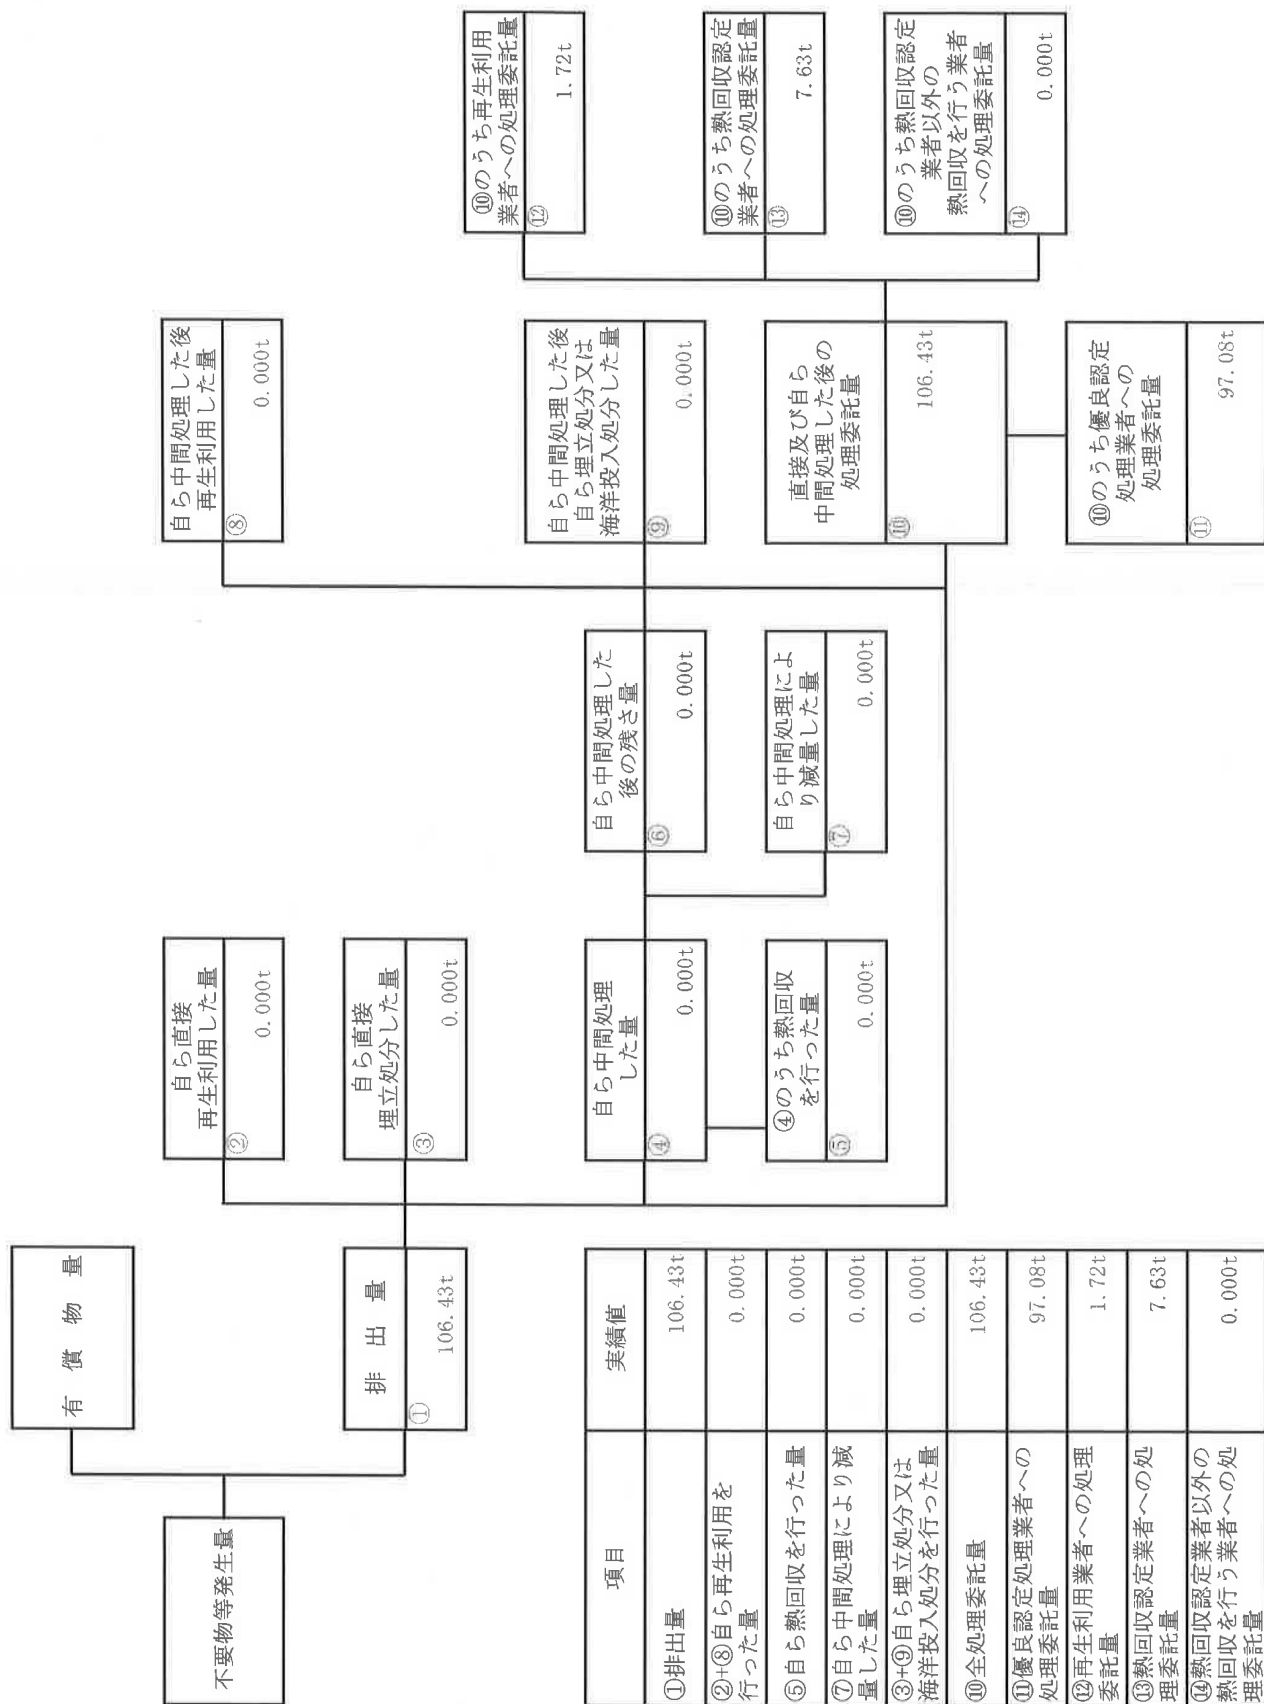 不要物等発生量
有 償 物 量
排 出 量
① 106.43t
自ら直接
再生利用した量
② 0.000t
自ら直接
埋立処分した量
③ 0.000t
自ら中間処理
した量
④ 0.000t
④のうち熱回収
を行った量
⑤ 0.000t
自ら中間処理した
後の残さ量
⑥ 0.000t
自ら中間処理によ
り減量した量
⑦ 0.000t
自ら中間処理した後
再生利用した量
⑧ 0.000t
自ら中間処理した後
自ら埋立処分又は
海洋投入処分した量
⑨ 0.000t
直接及び自ら
中間処理した後の
処理委託量
⑩ 106.43t
⑩のうち優良認定
処理業者への
処理委託量
⑪ 97.08t
⑩のうち再生利用
業者への処理委託量
⑫ 1.72t
⑩のうち熱回収認定
業者への処理委託量
⑬ 7.63t
⑩のうち熱回収認定
業者以外の
熱回収を行う業者
への処理委託量
⑭ 0.000t
項目 実績値
①排出量 106.43t
②+⑧自ら再生利用を
行った量 0.000t
⑤自ら熱回収を行った量 0.000t
⑦自ら中間処理により減
量した量 0.000t
③+⑨自ら埋立処分又は
海洋投入処分を行った量 0.000t
⑩全処理委託量 106.43t
⑪優良認定処理業者への
処理委託量 97.08t
⑫再生利用業者への処理
委託量 1.72t
⑬熱回収認定業者への処
理委託量 7.63t
⑭熱回収認定業者以外の
熱回収を行う業者への処
理委託量 0.000t